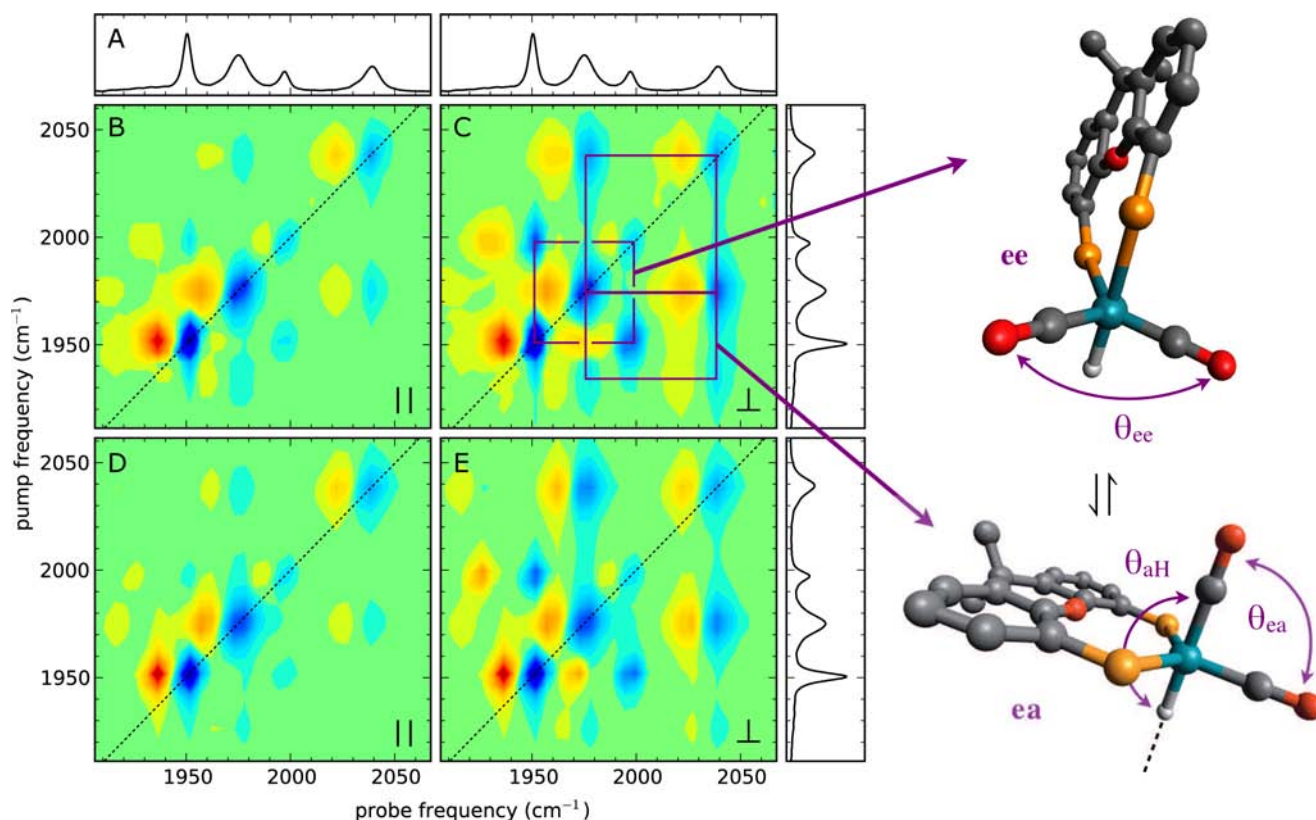 A
B
C
2050
2000
1950
||
⊥
D
E
2050
2000
1950
||
⊥
1950 2000 2050 1950 2000 2050
pump frequency (cm⁻¹)
probe frequency (cm⁻¹)
ee
θee
⇌
θaH
θea
ea